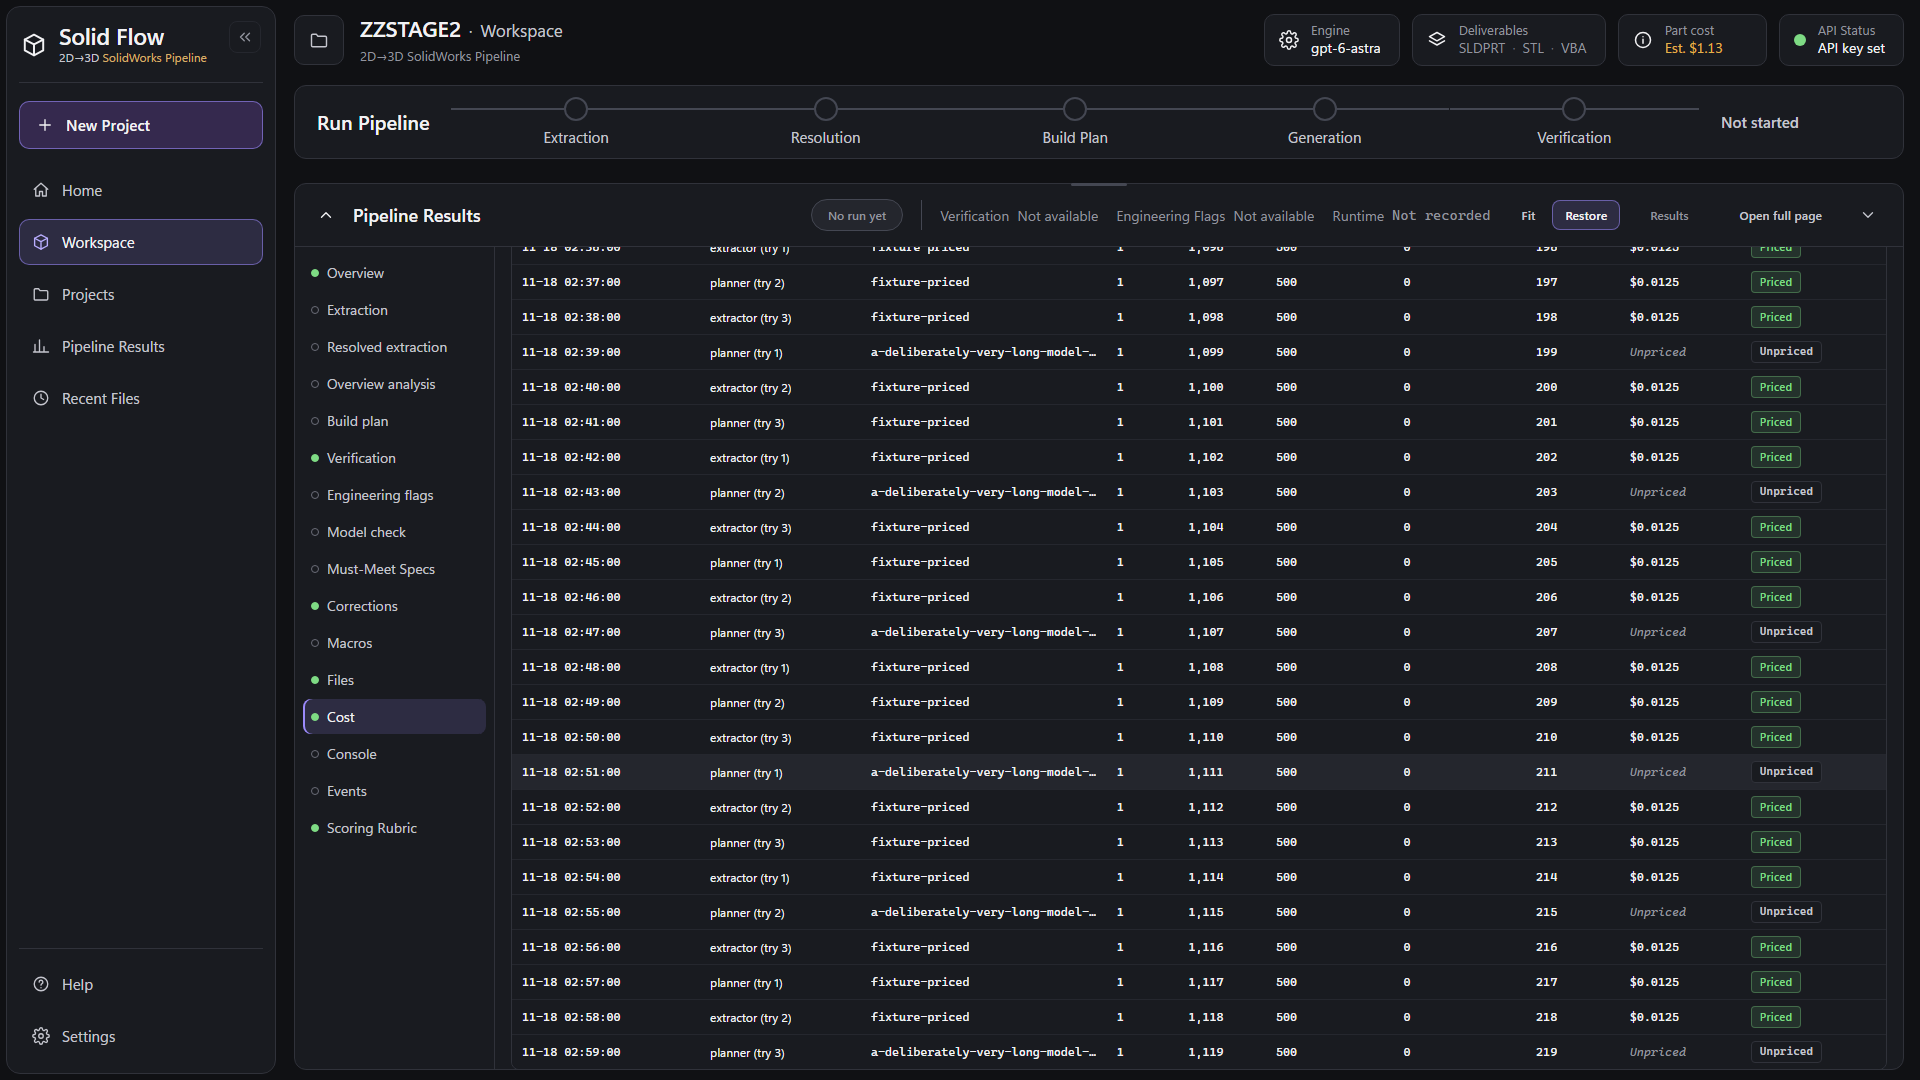 Solid Flow
2D→3D SolidWorks Pipeline
New Project
Home
Workspace
Projects
Pipeline Results
Recent Files
Help
Settings
ZZSTAGE2 · Workspace
2D→3D SolidWorks Pipeline
Engine
gpt-6-astra
Deliverables
SLDPRT · STL · VBA
Part cost
Est. $1.13
API Status
API key set
Run Pipeline
Extraction
Resolution
Build Plan
Generation
Verification
Not started
Pipeline Results
No run yet
Verification Not available
Engineering Flags Not available
Runtime Not recorded
Fit
Restore
Results
Open full page
Overview
Extraction
Resolved extraction
Overview analysis
Build plan
Verification
Engineering flags
Model check
Must-Meet Specs
Corrections
Macros
Files
Cost
Console
Events
Scoring Rubric
11-18 02:36:00 extractor (try 1) fixture-priced 1 1,096 500 0 196 $0.0125 Priced
11-18 02:37:00 planner (try 2) fixture-priced 1 1,097 500 0 197 $0.0125 Priced
11-18 02:38:00 extractor (try 3) fixture-priced 1 1,098 500 0 198 $0.0125 Priced
11-18 02:39:00 planner (try 1) a-deliberately-very-long-model-… 1 1,099 500 0 199 Unpriced Unpriced
11-18 02:40:00 extractor (try 2) fixture-priced 1 1,100 500 0 200 $0.0125 Priced
11-18 02:41:00 planner (try 3) fixture-priced 1 1,101 500 0 201 $0.0125 Priced
11-18 02:42:00 extractor (try 1) fixture-priced 1 1,102 500 0 202 $0.0125 Priced
11-18 02:43:00 planner (try 2) a-deliberately-very-long-model-… 1 1,103 500 0 203 Unpriced Unpriced
11-18 02:44:00 extractor (try 3) fixture-priced 1 1,104 500 0 204 $0.0125 Priced
11-18 02:45:00 planner (try 1) fixture-priced 1 1,105 500 0 205 $0.0125 Priced
11-18 02:46:00 extractor (try 2) fixture-priced 1 1,106 500 0 206 $0.0125 Priced
11-18 02:47:00 planner (try 3) a-deliberately-very-long-model-… 1 1,107 500 0 207 Unpriced Unpriced
11-18 02:48:00 extractor (try 1) fixture-priced 1 1,108 500 0 208 $0.0125 Priced
11-18 02:49:00 planner (try 2) fixture-priced 1 1,109 500 0 209 $0.0125 Priced
11-18 02:50:00 extractor (try 3) fixture-priced 1 1,110 500 0 210 $0.0125 Priced
11-18 02:51:00 planner (try 1) a-deliberately-very-long-model-… 1 1,111 500 0 211 Unpriced Unpriced
11-18 02:52:00 extractor (try 2) fixture-priced 1 1,112 500 0 212 $0.0125 Priced
11-18 02:53:00 planner (try 3) fixture-priced 1 1,113 500 0 213 $0.0125 Priced
11-18 02:54:00 extractor (try 1) fixture-priced 1 1,114 500 0 214 $0.0125 Priced
11-18 02:55:00 planner (try 2) a-deliberately-very-long-model-… 1 1,115 500 0 215 Unpriced Unpriced
11-18 02:56:00 extractor (try 3) fixture-priced 1 1,116 500 0 216 $0.0125 Priced
11-18 02:57:00 planner (try 1) fixture-priced 1 1,117 500 0 217 $0.0125 Priced
11-18 02:58:00 extractor (try 2) fixture-priced 1 1,118 500 0 218 $0.0125 Priced
11-18 02:59:00 planner (try 3) a-deliberately-very-long-model-… 1 1,119 500 0 219 Unpriced Unpriced